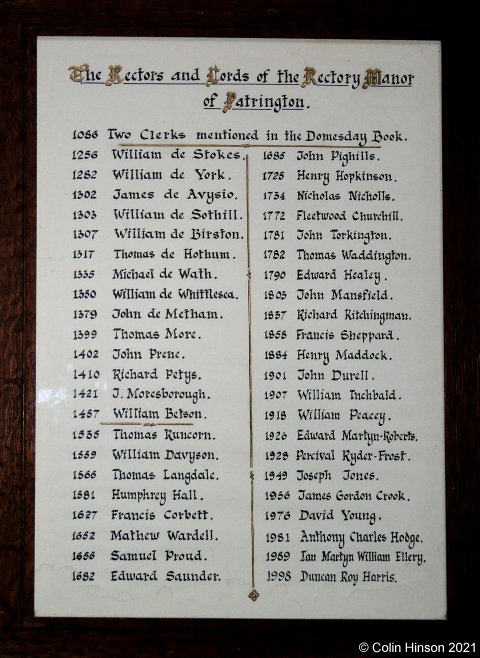 The Rectors and Lords of the Rectory Manor
of Patrington.
1086 Two Clerks mentioned in the Domesday Book.
1256 William de Stokes.
1282 William de York.
1302 James de Avysio.
1303 William de Sothill.
1307 William de Birston.
1317 Thomas de Hothum.
1335 Michael de Wath.
1350 William de Whittlesea.
1379 John de Metham.
1399 Thomas More.
1402 John Prene.
1410 Richard Petys.
1421 J. Moresborough.
1457 William Betson.
1535 Thomas Runcorn.
1559 William Davyson.
1566 Thomas Langdale.
1581 Humphrey Hall.
1627 Francis Corbett.
1652 Mathew Wardell.
1656 Samuel Proud.
1682 Edward Saunder.
1685 John Pighills.
1725 Henry Hopkinson.
1734 Nicholas Nicholls.
1772 Fleetwood Churchill.
1781 John Torkington.
1782 Thomas Waddington.
1790 Edward Healey.
1803 John Mansfield.
1837 Richard Kitchingman.
1858 Francis Sheppard.
1884 Henry Maddock.
1901 John Durell.
1907 William Inchbald.
1918 William Peacey.
1926 Edward Martyn-Roberts.
1928 Percival Ryder-Frost.
1949 Joseph Jones.
1956 James Gordon Crook.
1976 David Young.
1981 Anthony Charles Hodge.
1989 Ian Martyn William Ellery.
1998 Duncan Roy Harris.
© Colin Hinson 2021